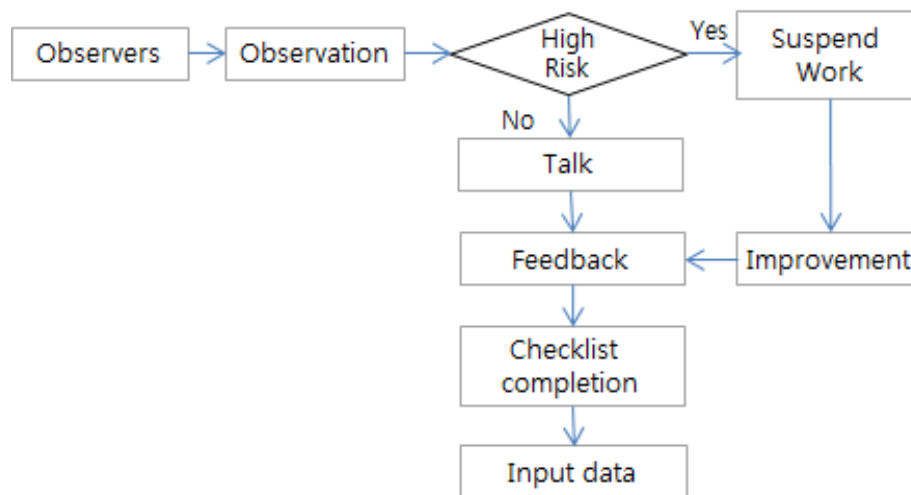 Observers
Observation
High
Risk
Yes
Suspend
Work
No
Talk
Feedback
Improvement
Checklist
completion
Input data